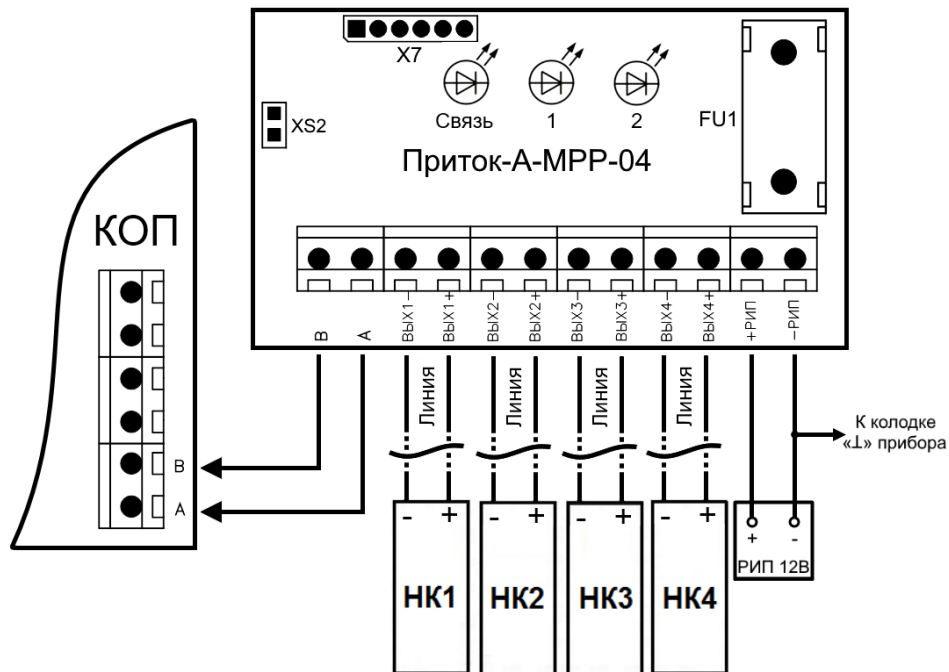 X7
XS2
Связь
1
2
FU1
Приток-А-МРР-04
КОП
В
А
ВЫХ1−
ВЫХ1+
ВЫХ2−
ВЫХ2+
ВЫХ3−
ВЫХ3+
ВЫХ4−
ВЫХ4+
+РИП
−РИП
Линия
Линия
Линия
Линия
К колодке
«⊥» прибора
В
А
- +
- +
- +
- +
+ -
РИП 12В
НК1
НК2
НК3
НК4